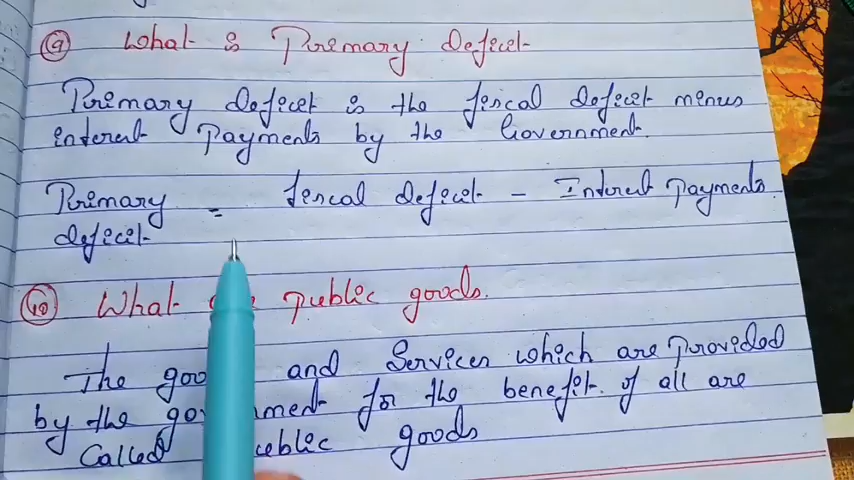 9 What is Primary deficit
Primary deficit is the fiscal deficit minus
interest Payments by the Government.
Primary = fiscal deficit - Interest Payments.
deficit
10 What public goods.
The and Services which are Provided
by the for the benefit. of all are
Called public goods